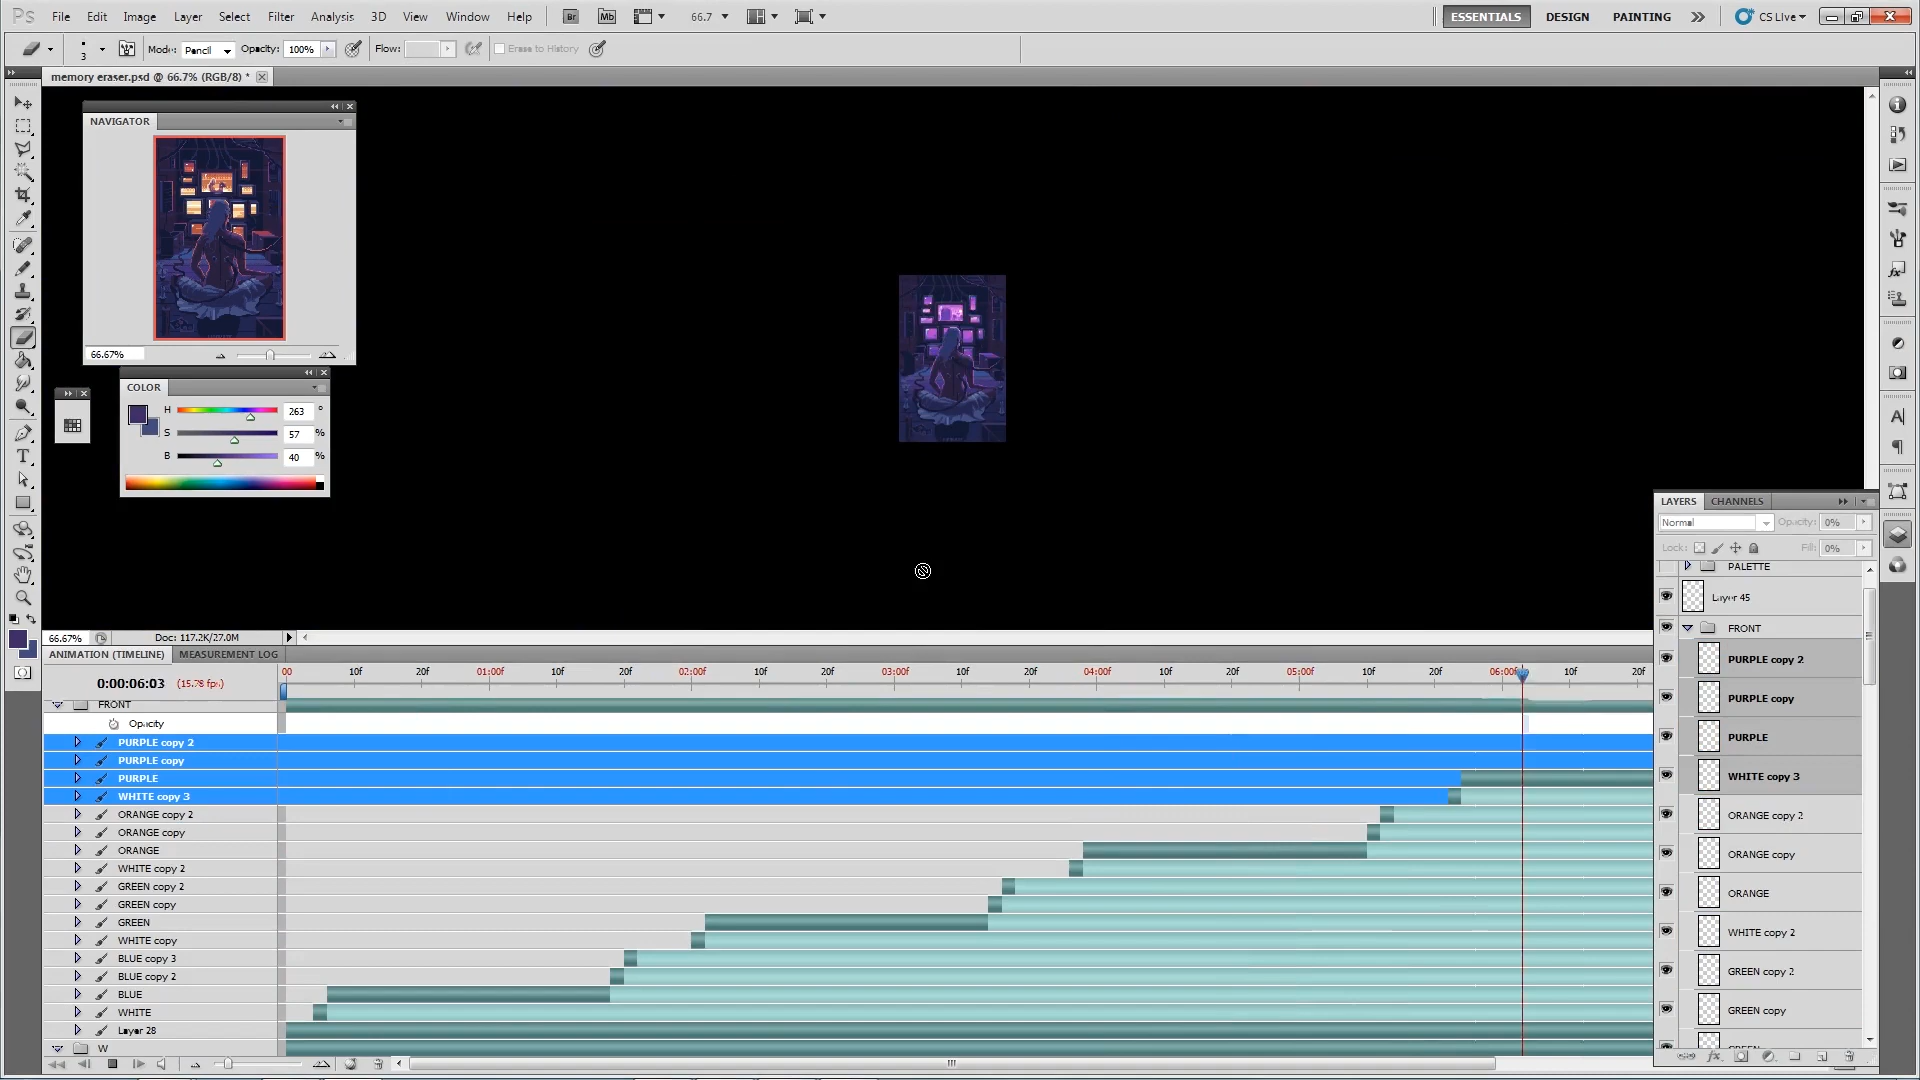 Ps File Edit Image Layer Select Filter Analysis 3D View Window Help Br Mb 66.7 ESSENTIALS DESIGN PAINTING CS Live
3 Mode: Pencil Opacity: 100% Flow: Erase to History
memory eraser.psd @ 66.7% (RGB/8) *
NAVIGATOR
66.67%
COLOR
H 263 °
S 57 %
B 40 %
LAYERS CHANNELS
Normal Opacity: 0%
Lock: Fill: 0%
PALETTE
Layer 45
FRONT
PURPLE copy 2
PURPLE copy
PURPLE
WHITE copy 3
ORANGE copy 2
ORANGE copy
ORANGE
WHITE copy 2
GREEN copy 2
GREEN copy
GREEN
66.67% Doc: 117.2K/27.0M
ANIMATION (TIMELINE) MEASUREMENT LOG
0:00:06:03 (15.78 fps)
00 10f 20f 01:00f 10f 20f 02:00f 10f 20f 03:00f 10f 20f 04:00f 10f 20f 05:00f 10f 20f 06:00f 10f 20f
FRONT
Opacity
PURPLE copy 2
PURPLE copy
PURPLE
WHITE copy 3
ORANGE copy 2
ORANGE copy
ORANGE
WHITE copy 2
GREEN copy 2
GREEN copy
GREEN
WHITE copy
BLUE copy 3
BLUE copy 2
BLUE
WHITE
Layer 28
W